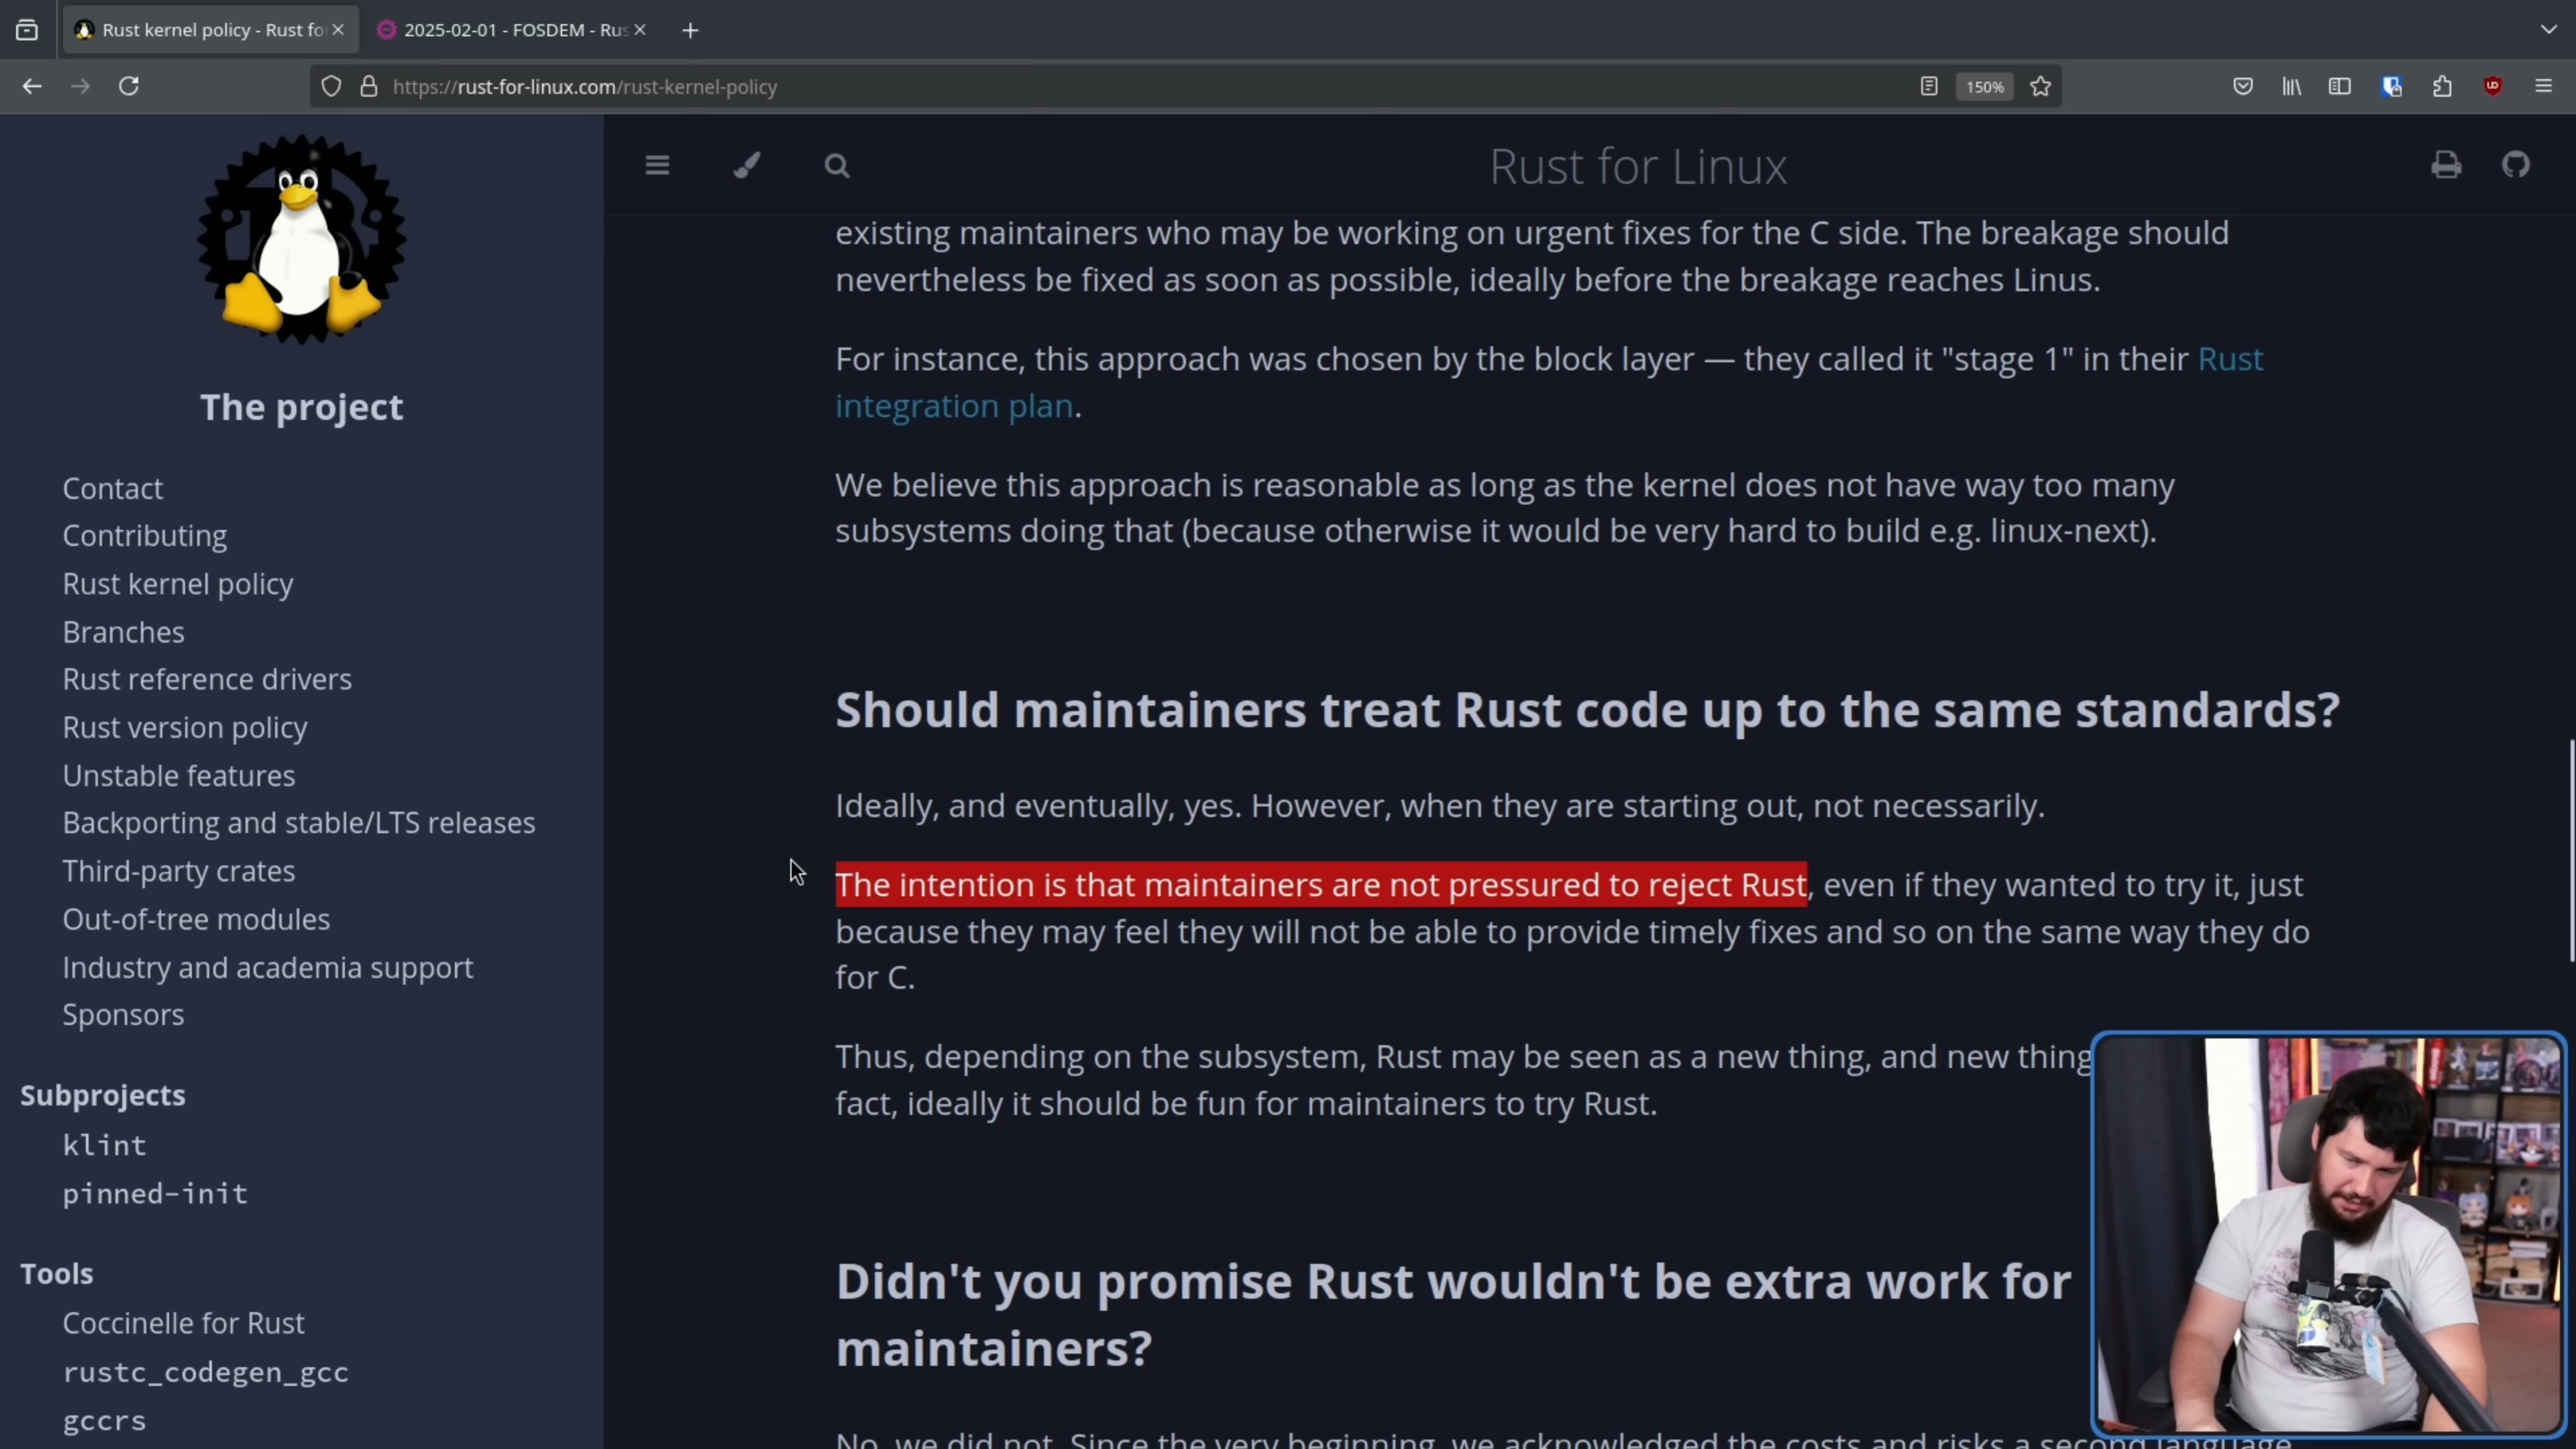 Rust kernel policy - Rust fo
2025-02-01 - FOSDEM - Rus
https://rust-for-linux.com/rust-kernel-policy
150%
The project
Contact
Contributing
Rust kernel policy
Branches
Rust reference drivers
Rust version policy
Unstable features
Backporting and stable/LTS releases
Third-party crates
Out-of-tree modules
Industry and academia support
Sponsors
Subprojects
klint
pinned-init
Tools
Coccinelle for Rust
rustc_codegen_gcc
gccrs
Rust for Linux
existing maintainers who may be working on urgent fixes for the C side. The breakage should
nevertheless be fixed as soon as possible, ideally before the breakage reaches Linus.
For instance, this approach was chosen by the block layer — they called it "stage 1" in their Rust
integration plan.
We believe this approach is reasonable as long as the kernel does not have way too many
subsystems doing that (because otherwise it would be very hard to build e.g. linux-next).
Should maintainers treat Rust code up to the same standards?
Ideally, and eventually, yes. However, when they are starting out, not necessarily.
The intention is that maintainers are not pressured to reject Rust, even if they wanted to try it, just
because they may feel they will not be able to provide timely fixes and so on the same way they do
for C.
Thus, depending on the subsystem, Rust may be seen as a new thing, and new thing
fact, ideally it should be fun for maintainers to try Rust.
Didn't you promise Rust wouldn't be extra work for
maintainers?
No, we did not. Since the very beginning, we acknowledged the costs and risks a second language